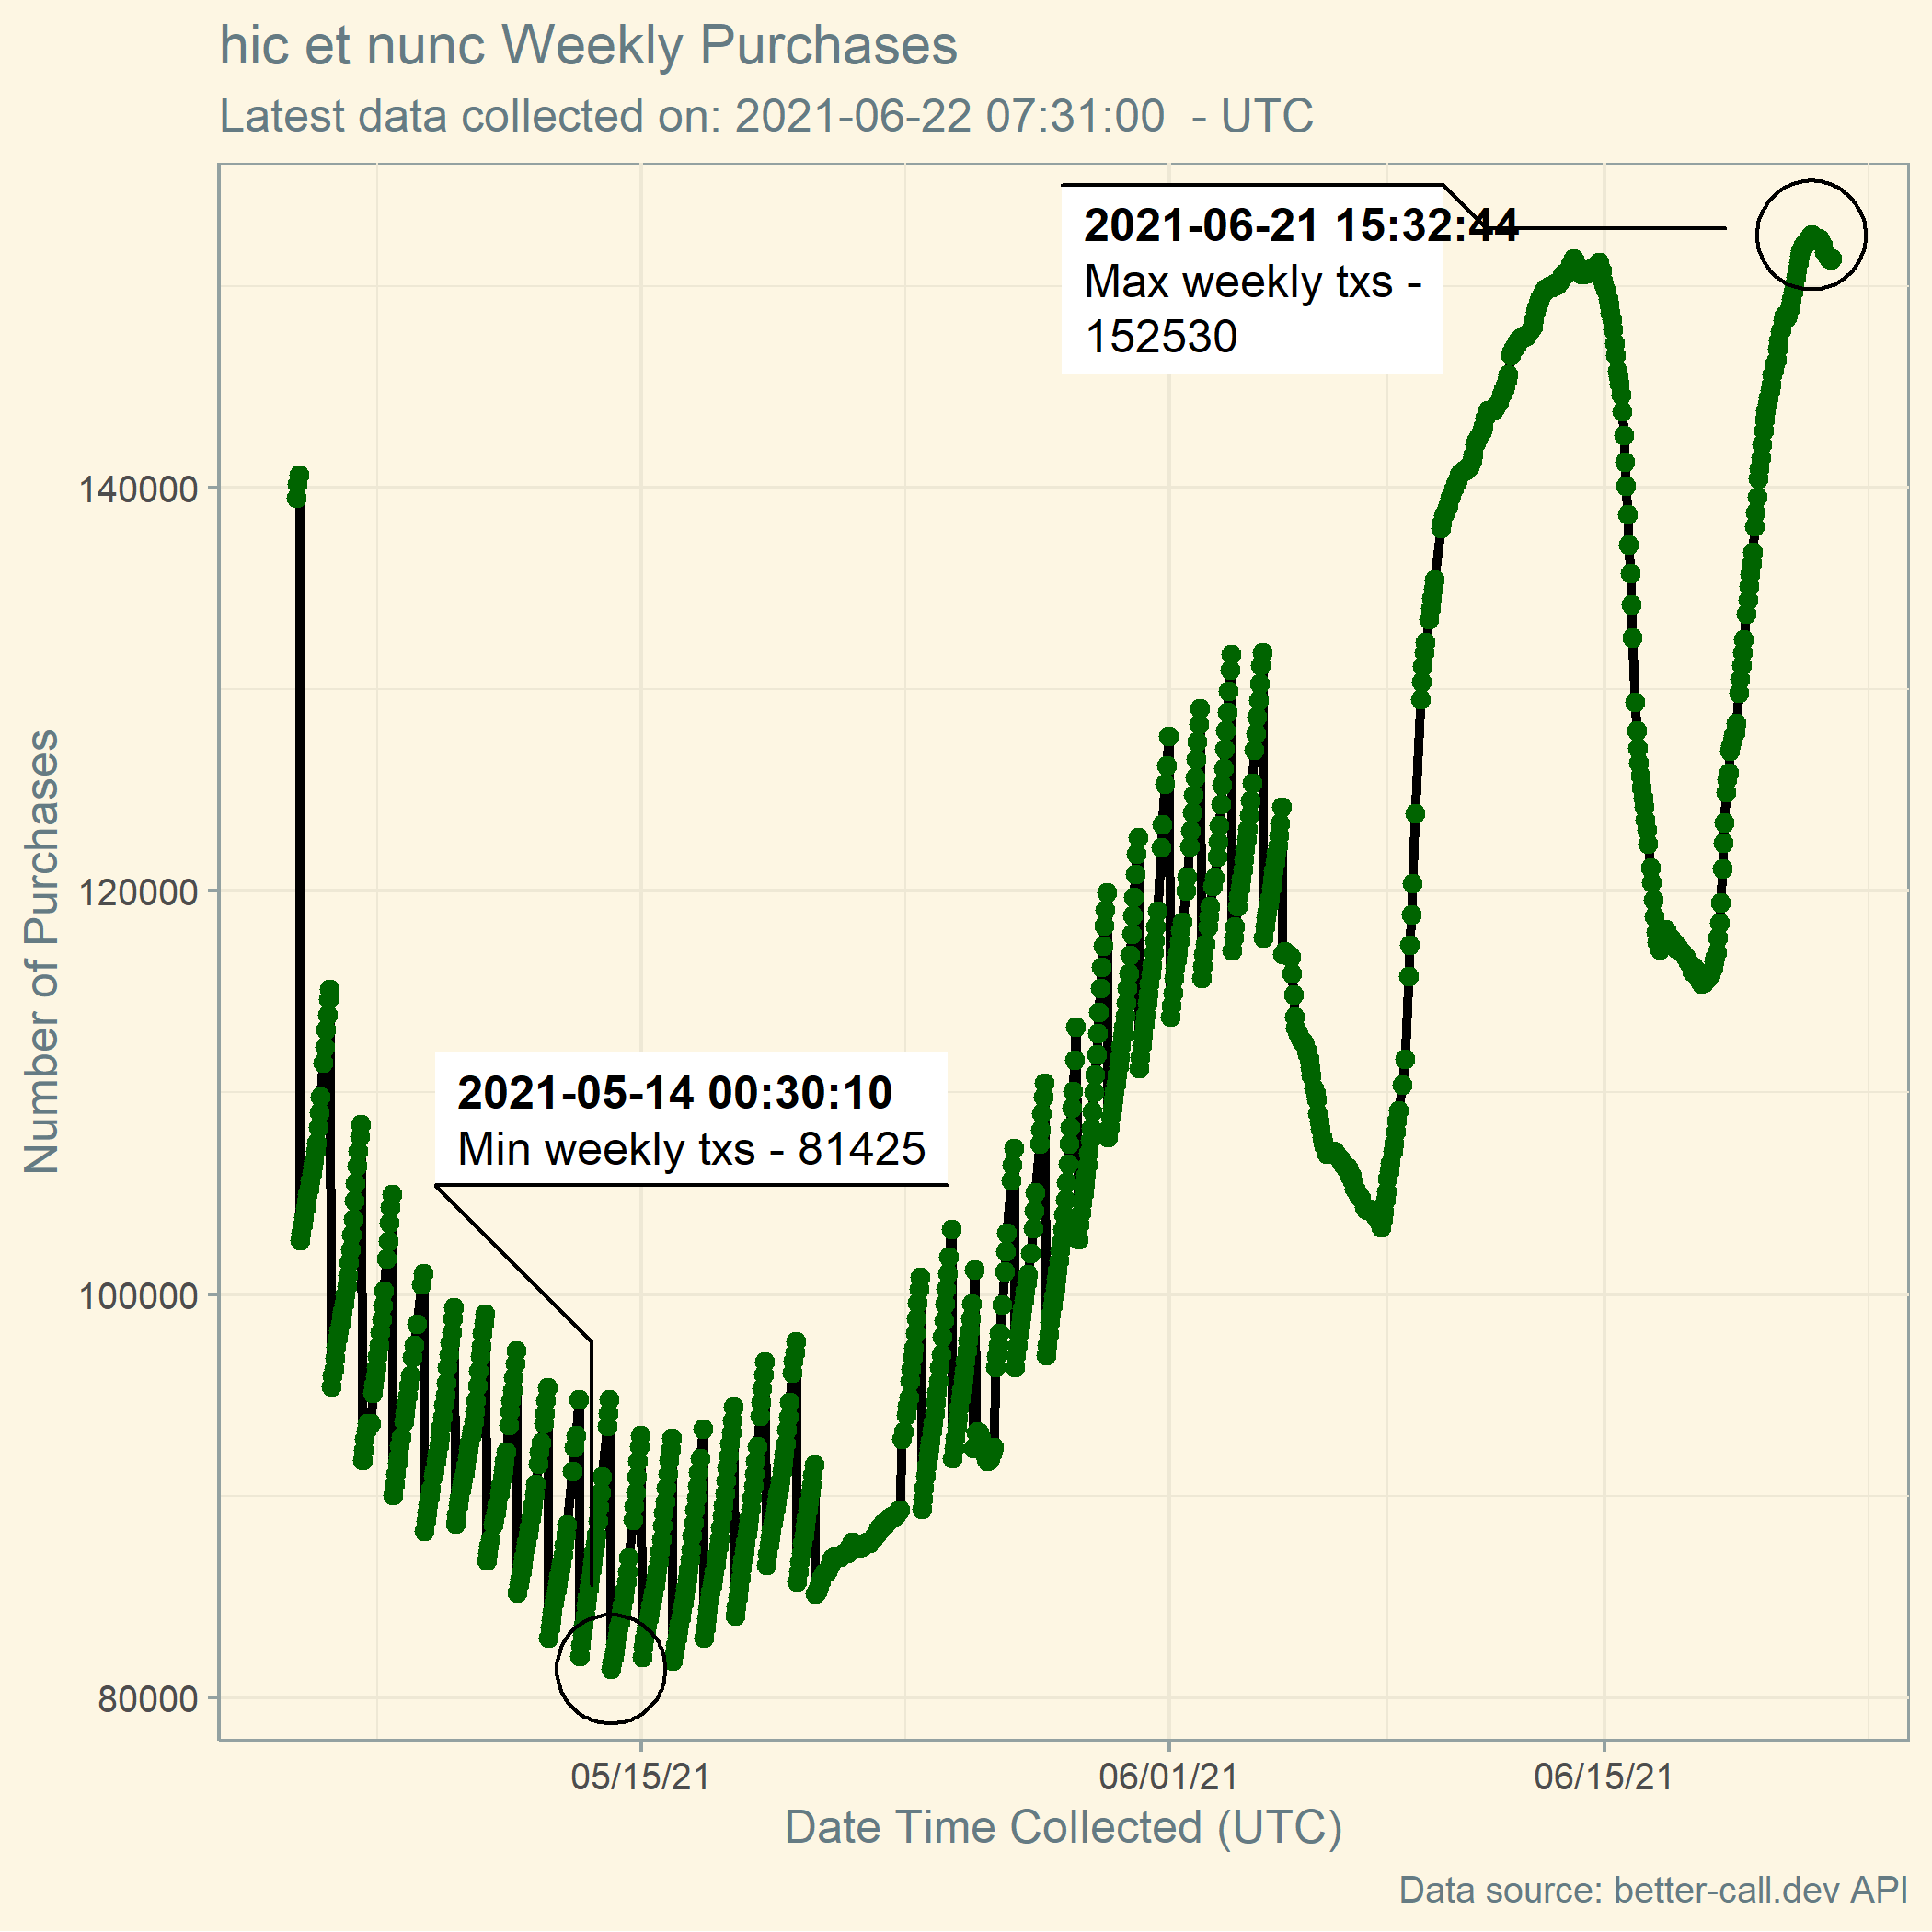 hic et nunc Weekly Purchases
Latest data collected on: 2021-06-22 07:31:00  - UTC
2021-06-21 15:32:44
Max weekly txs -
152530
140000
120000
100000
80000
2021-05-14 00:30:10
Min weekly txs - 81425
Number of Purchases
05/15/21
06/01/21
06/15/21
Date Time Collected (UTC)
Data source: better-call.dev API